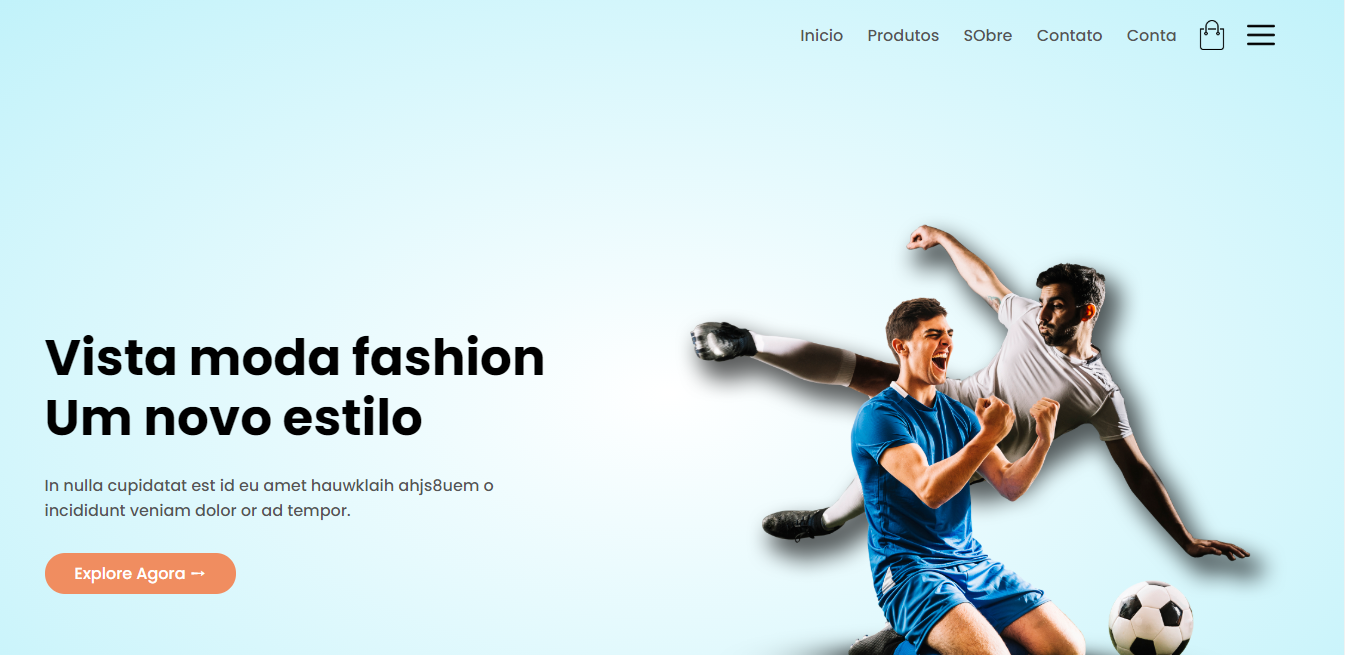 Inicio Produtos SObre Contato Conta
Vista moda fashion
Um novo estilo
In nulla cupidatat est id eu amet hauwklaih ahjs8uem o
incididunt veniam dolor or ad tempor.
Explore Agora →